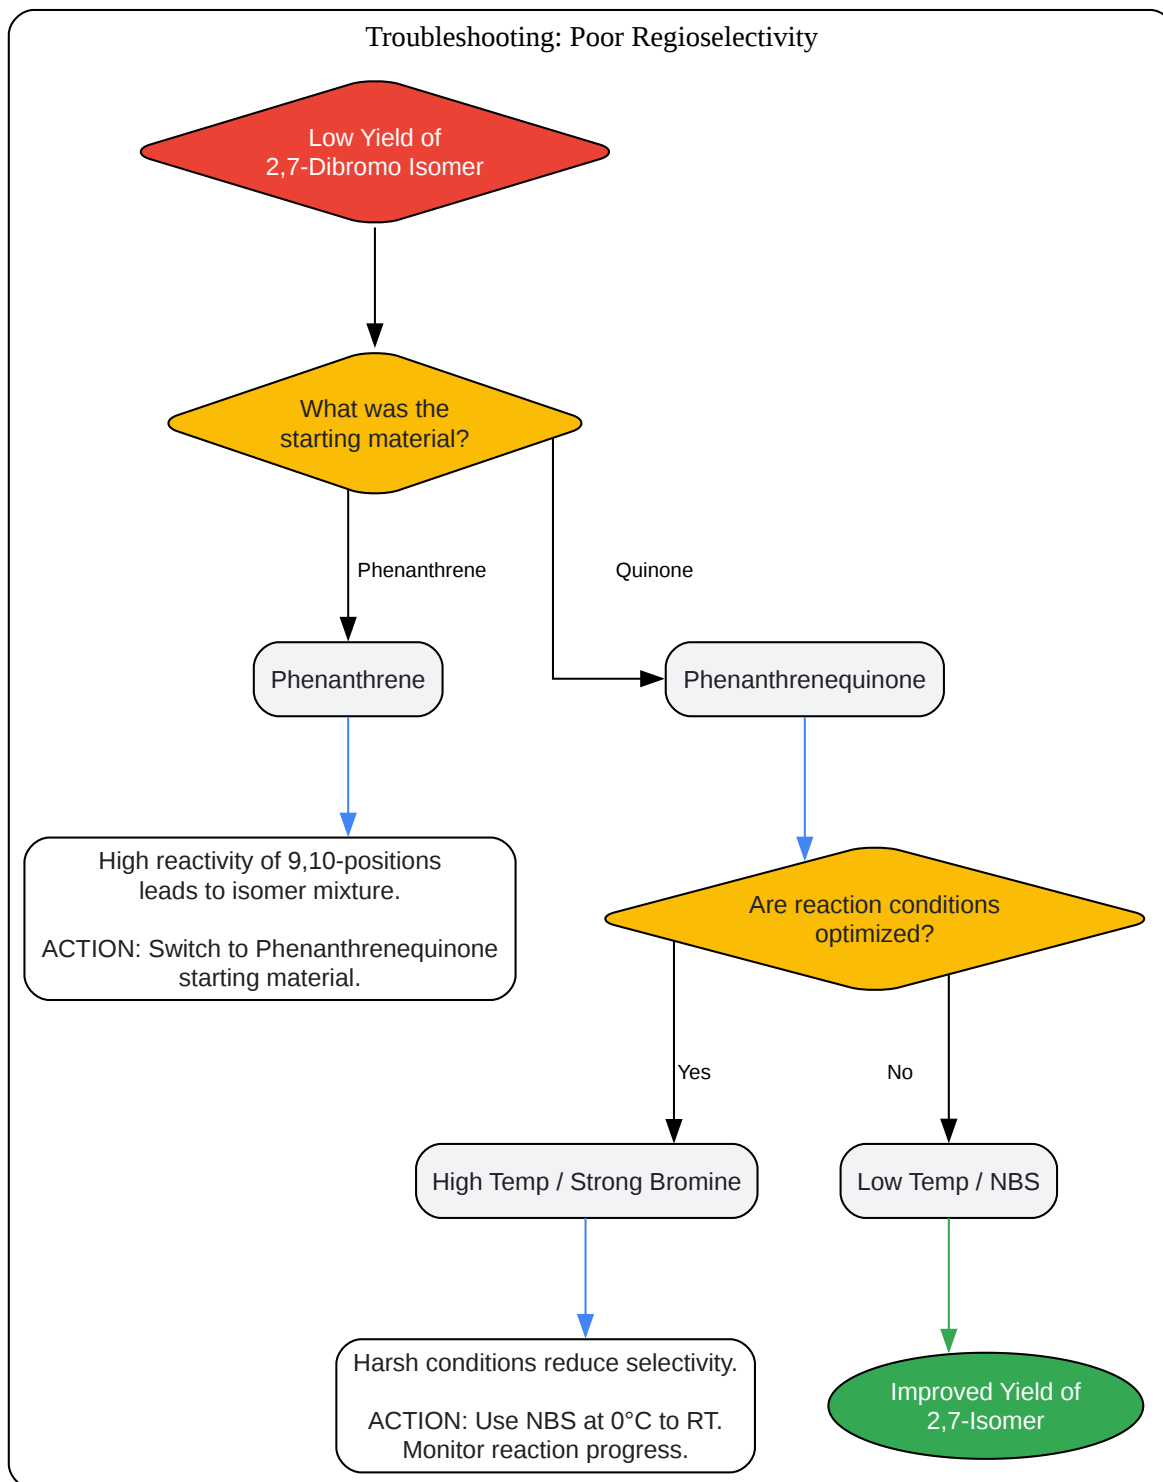 Troubleshooting: Poor Regioselectivity
Low Yield of
2,7-Dibromo Isomer
What was the
starting material?
Phenanthrene
Quinone
Phenanthrene
Phenanthrenequinone
High reactivity of 9,10-positions
leads to isomer mixture.
ACTION: Switch to Phenanthrenequinone
starting material.
Are reaction conditions
optimized?
Yes
No
High Temp / Strong Bromine
Low Temp / NBS
Harsh conditions reduce selectivity.
ACTION: Use NBS at 0°C to RT.
Monitor reaction progress.
Improved Yield of
2,7-Isomer